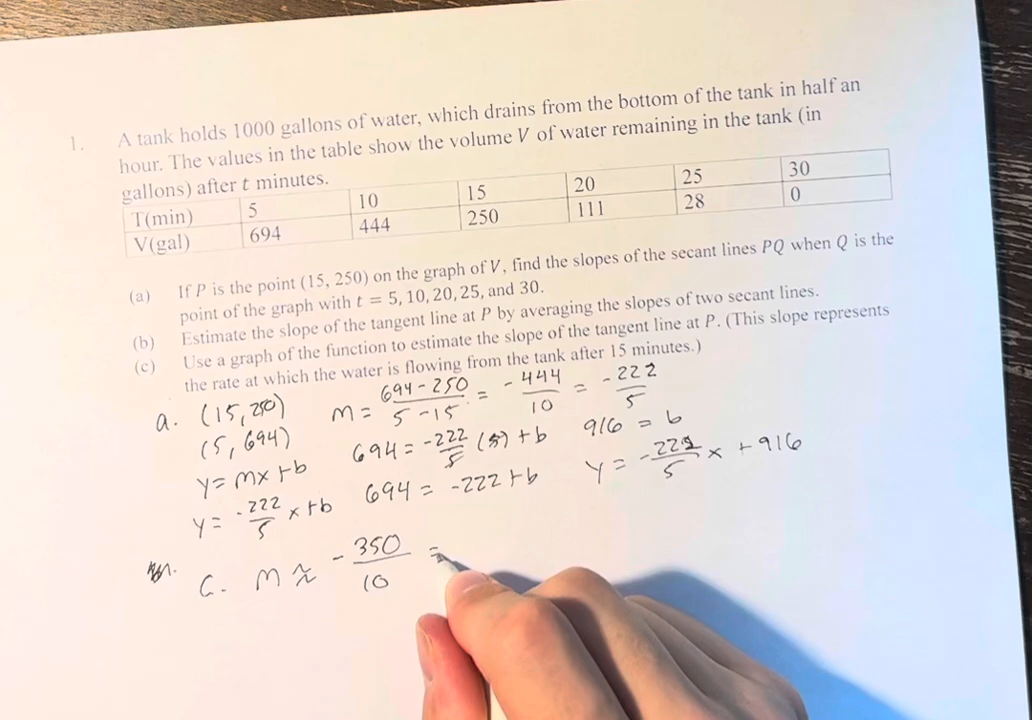 1. A tank holds 1000 gallons of water, which drains from the bottom of the tank in half an
hour. The values in the table show the volume V of water remaining in the tank (in
gallons) after t minutes.
T(min) 5 10 15 20 25 30
V(gal) 694 444 250 111 28 0
(a) If P is the point (15, 250) on the graph of V, find the slopes of the secant lines PQ when Q is the
point of the graph with t = 5, 10, 20, 25, and 30.
(b) Estimate the slope of the tangent line at P by averaging the slopes of two secant lines.
(c) Use a graph of the function to estimate the slope of the tangent line at P. (This slope represents
the rate at which the water is flowing from the tank after 15 minutes.)
a. (15, 250) m = 694-250 / 5-15 = -444/10 = -222/5
(5, 694) 694 = -222/5 (5) + b 916 = b
y = mx + b 694 = -222 + b y = -222/5 x + 916
y = -222/5 x + b
C. m ≈ -350/10 =